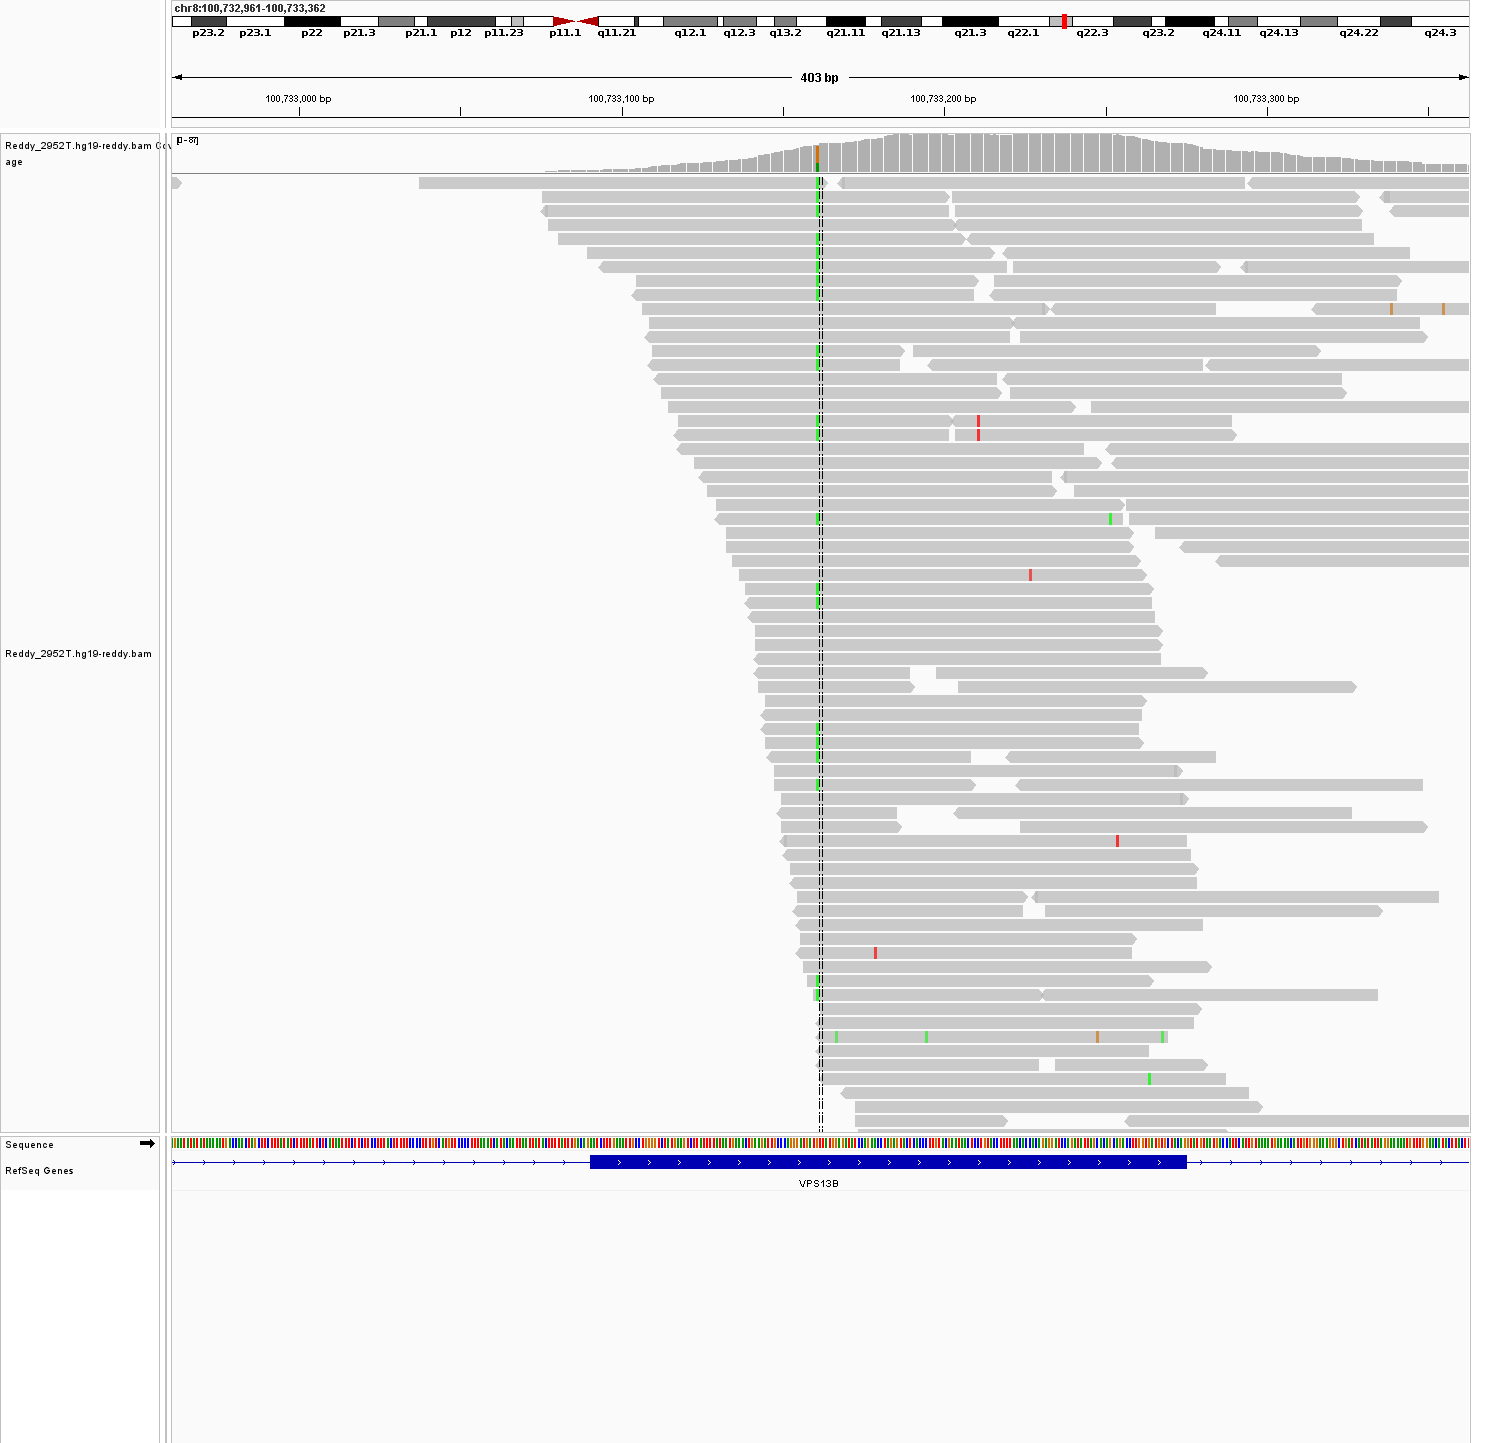 chr8:100,732,961-100,733,362
p23.2 p23.1 p22 p21.3 p21.1 p12 p11.23 p11.1 q11.21 q12.1 q12.3 q13.2 q21.11 q21.13 q21.3 q22.1 q22.3 q23.2 q24.11 q24.13 q24.22 q24.3
403 bp
100,733,000 bp 100,733,100 bp 100,733,200 bp 100,733,300 bp
[0 - 87]
Reddy_2952T.hg19-reddy.bam Cov
age
Reddy_2952T.hg19-reddy.bam
Sequence
RefSeq Genes
VPS13B